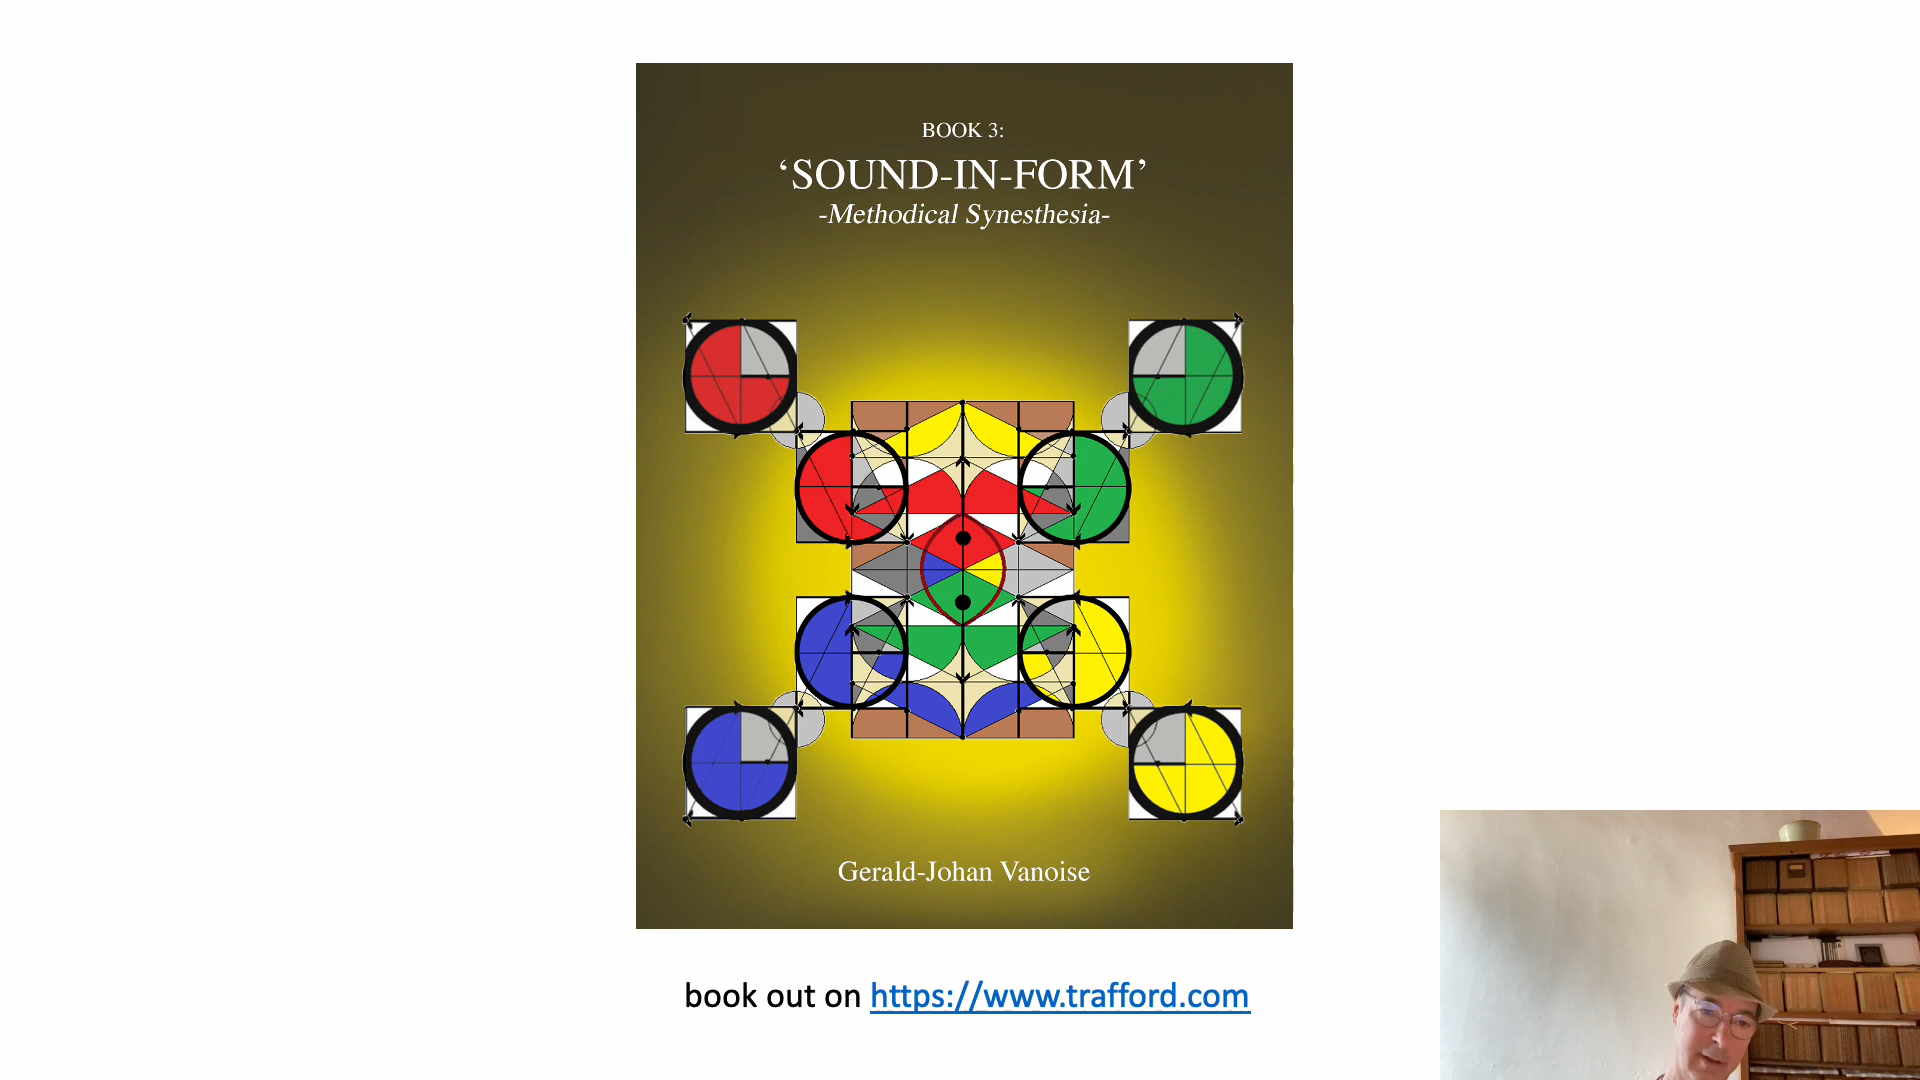 BOOK 3:
‘SOUND-IN-FORM’
-Methodical Synesthesia-
Gerald-Johan Vanoise
book out on https://www.trafford.com